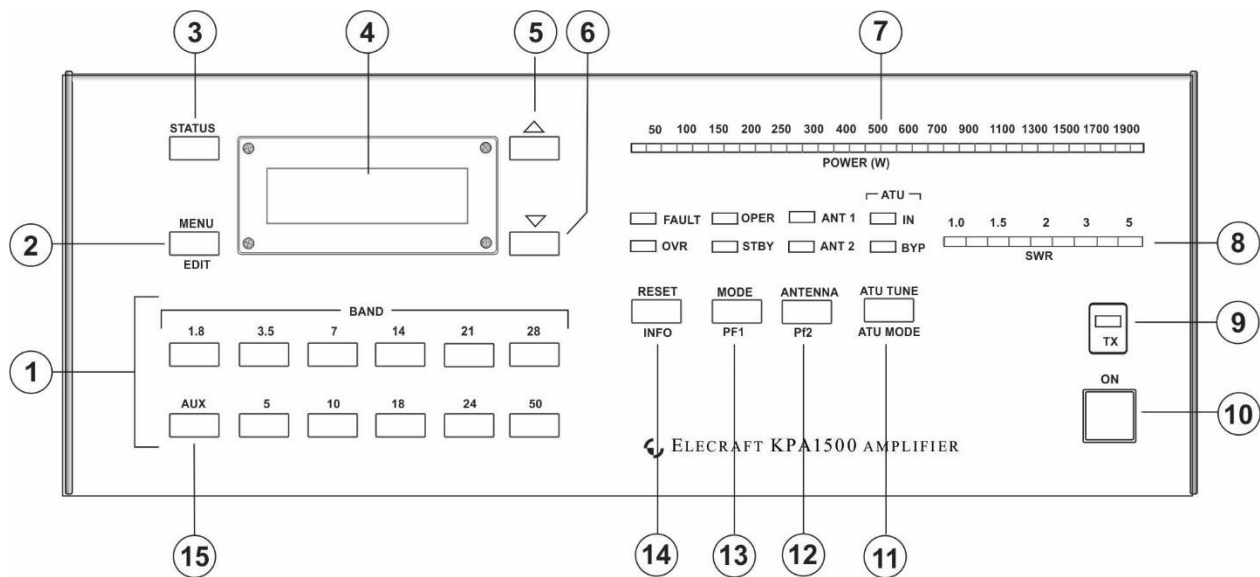 3
4
5
6
7
STATUS
50 100 150 200 250 300 400 500 600 700 900 1100 1300 1500 1700 1900
POWER (W)
ATU
FAULT OPER ANT 1 IN
2
MENU
EDIT
OVR STBY ANT 2 BYP
1.0 1.5 2 3 5
SWR
8
RESET MODE ANTENNA ATU TUNE
INFO PF1 Pf2 ATU MODE
TX
9
BAND
1.8 3.5 7 14 21 28
1
AUX 5 10 18 24 50
ON
10
ELECRAFT KPA1500 AMPLIFIER
15
14
13
12
11